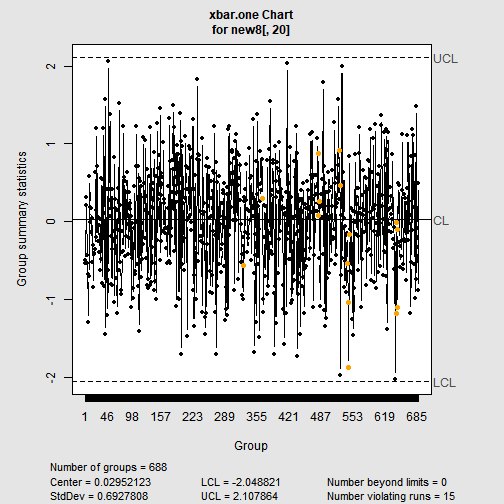 xbar.one Chart
for new8[, 20]
UCL
CL
LCL
Group summary statistics
2
1
0
-1
-2
1 46 98 157 223 289 355 421 487 553 619 685
Group
Number of groups = 688
Center = 0.02952123 LCL = -2.048821 Number beyond limits = 0
StdDev = 0.6927808 UCL = 2.107864 Number violating runs = 15